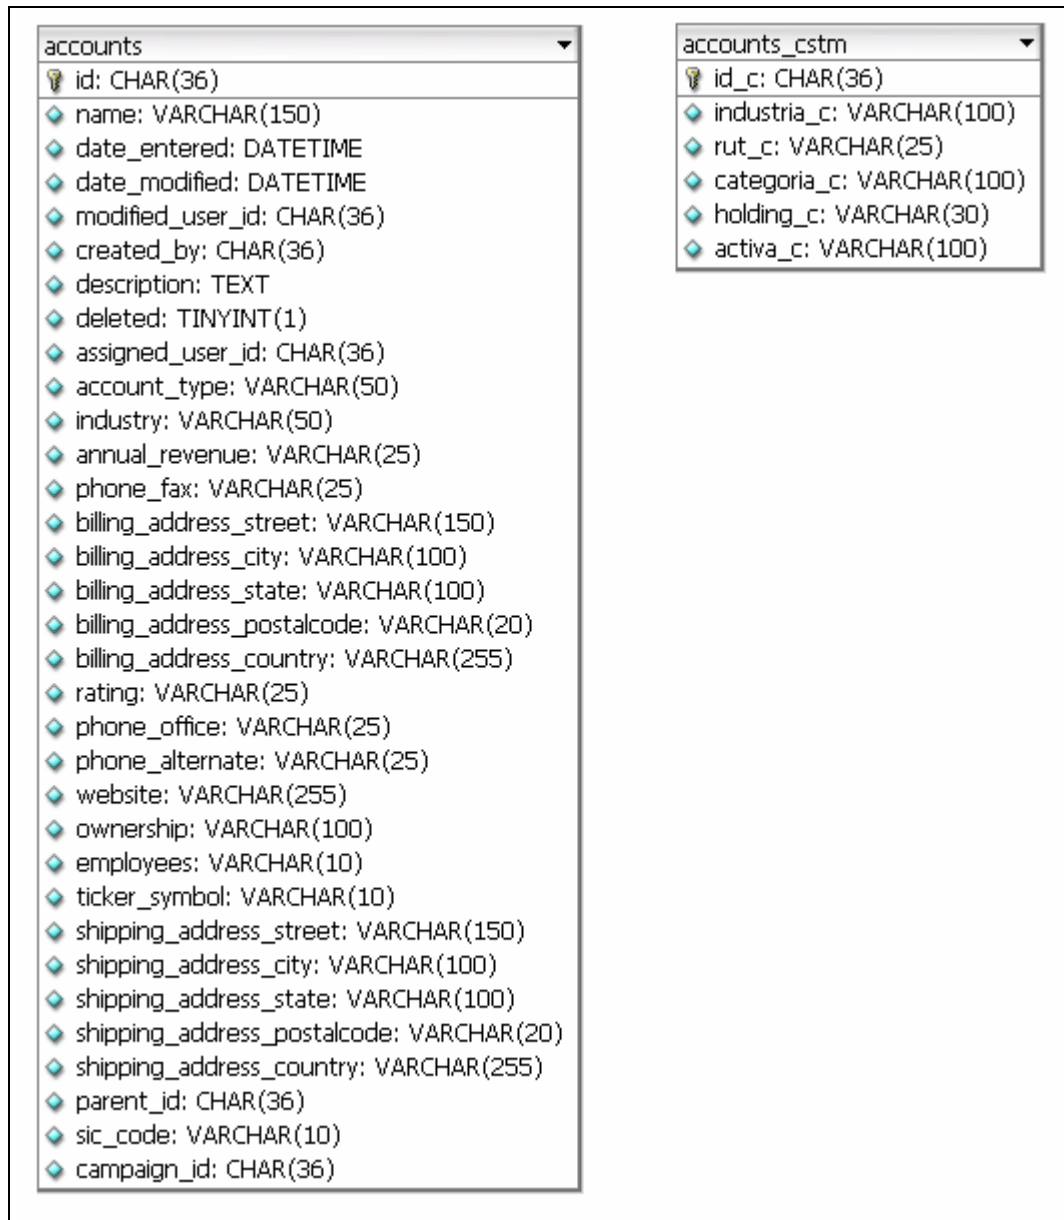 accounts
id: CHAR(36)
name: VARCHAR(150)
date_entered: DATETIME
date_modified: DATETIME
modified_user_id: CHAR(36)
created_by: CHAR(36)
description: TEXT
deleted: TINYINT(1)
assigned_user_id: CHAR(36)
account_type: VARCHAR(50)
industry: VARCHAR(50)
annual_revenue: VARCHAR(25)
phone_fax: VARCHAR(25)
billing_address_street: VARCHAR(150)
billing_address_city: VARCHAR(100)
billing_address_state: VARCHAR(100)
billing_address_postalcode: VARCHAR(20)
billing_address_country: VARCHAR(255)
rating: VARCHAR(25)
phone_office: VARCHAR(25)
phone_alternate: VARCHAR(25)
website: VARCHAR(255)
ownership: VARCHAR(100)
employees: VARCHAR(10)
ticker_symbol: VARCHAR(10)
shipping_address_street: VARCHAR(150)
shipping_address_city: VARCHAR(100)
shipping_address_state: VARCHAR(100)
shipping_address_postalcode: VARCHAR(20)
shipping_address_country: VARCHAR(255)
parent_id: CHAR(36)
sic_code: VARCHAR(10)
campaign_id: CHAR(36)
accounts_cstm
id_c: CHAR(36)
industria_c: VARCHAR(100)
rut_c: VARCHAR(25)
categoria_c: VARCHAR(100)
holding_c: VARCHAR(30)
activa_c: VARCHAR(100)